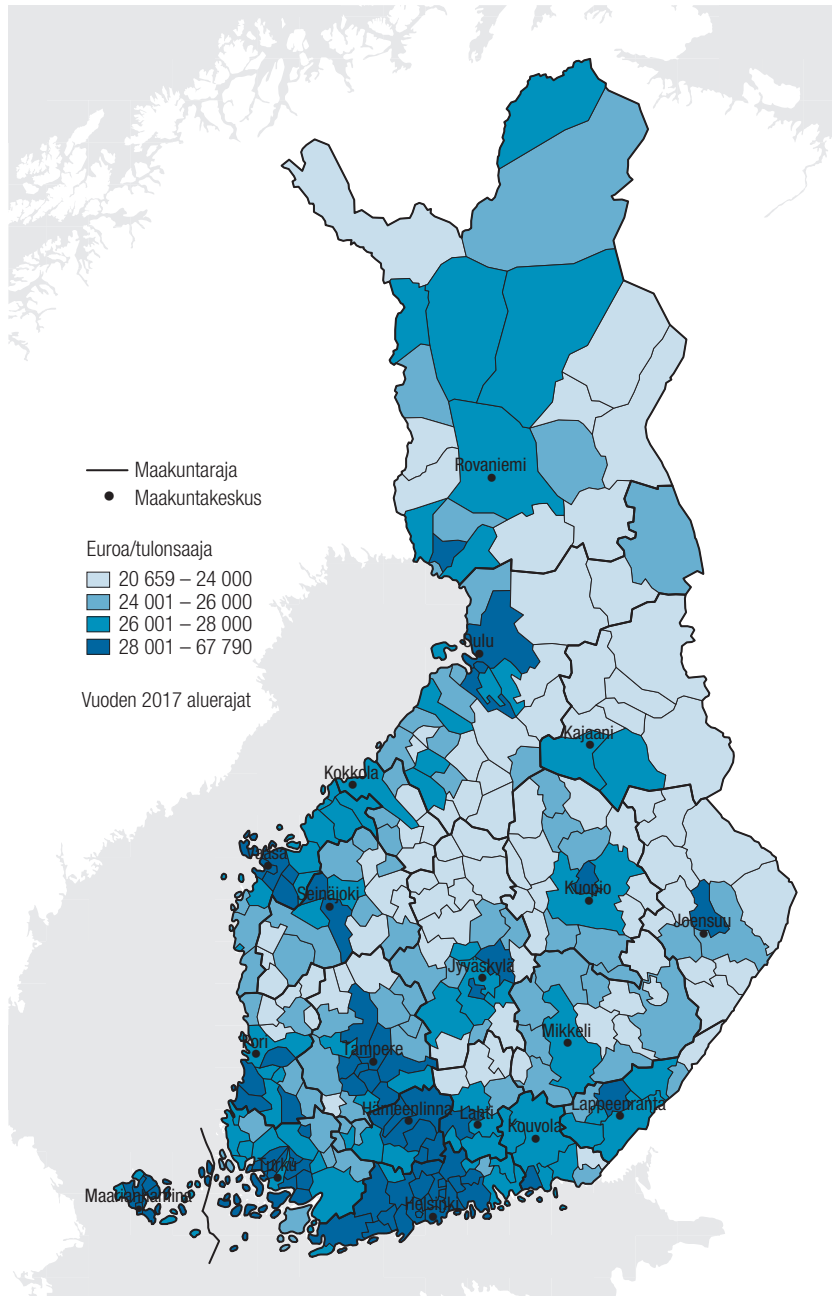 Rovaniemi
Maakuntaraja
Maakuntakeskus
Euroa/tulonsaaja
20 659 – 24 000
24 001 – 26 000
26 001 – 28 000
28 001 – 67 790
Oulu
Vuoden 2017 aluerajat
Kajaani
Kokkola
Vaasa
Kuopio
Seinäjoki
Joensuu
Jyväskylä
Mikkeli
Pori
Tampere
Lappeenranta
Hämeenlinna
Lahti
Kouvola
Turku
Maarianhamina
Helsinki